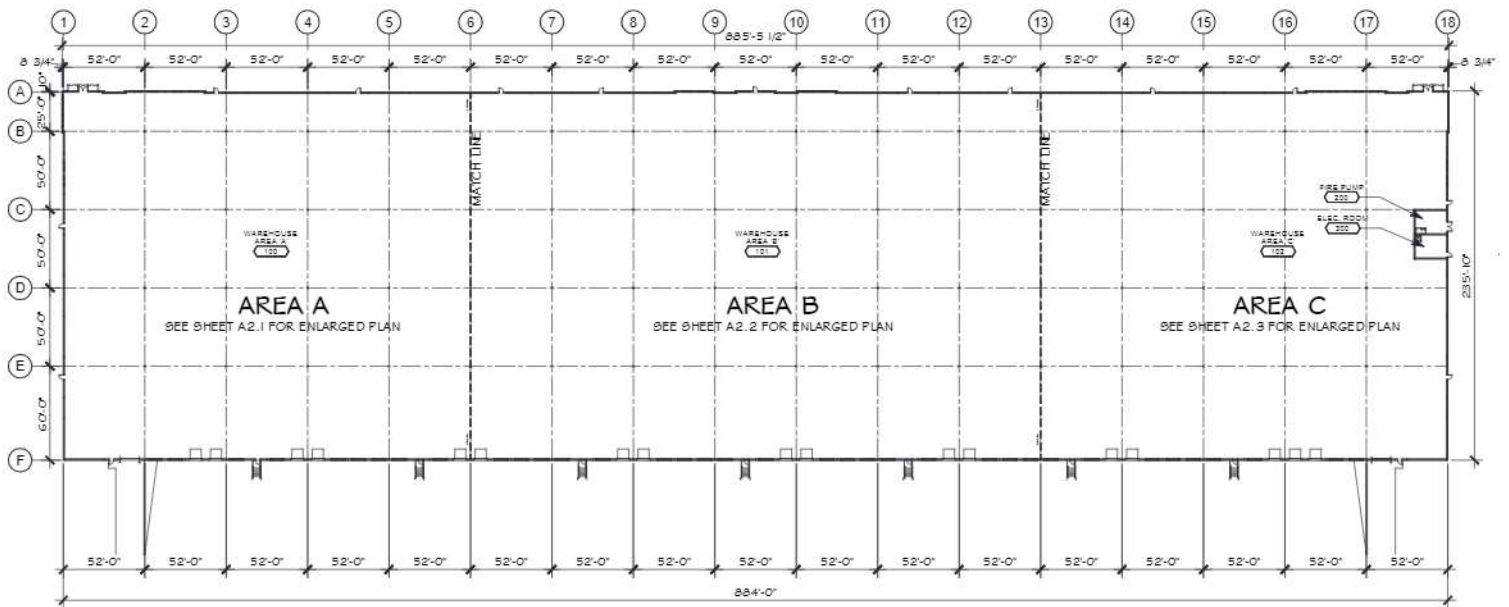 1 2 3 4 5 6 7 8 9 10 11 12 13 14 15 16 17 18
885'-5 1/2"
8 3/4" 52'-0" 52'-0" 52'-0" 52'-0" 52'-0" 52'-0" 52'-0" 52'-0" 52'-0" 52'-0" 52'-0" 52'-0" 52'-0" 52'-0" 52'-0" 52'-0" 52'-0" 8 3/4"
A
B
C
D
E
F
50'-0"
50'-0"
50'-0"
60'-0"
MATCH LINE
MATCH LINE
235'-10"
FIRE PUMP
200
ELEC. ROOM
300
WAREHOUSE
AREA A
100
WAREHOUSE
AREA B
101
WAREHOUSE
AREA C
102
AREA A
SEE SHEET A2.1 FOR ENLARGED PLAN
AREA B
SEE SHEET A2.2 FOR ENLARGED PLAN
AREA C
SEE SHEET A2.3 FOR ENLARGED PLAN
52'-0" 52'-0" 52'-0" 52'-0" 52'-0" 52'-0" 52'-0" 52'-0" 52'-0" 52'-0" 52'-0" 52'-0" 52'-0" 52'-0" 52'-0" 52'-0" 52'-0"
884'-0"